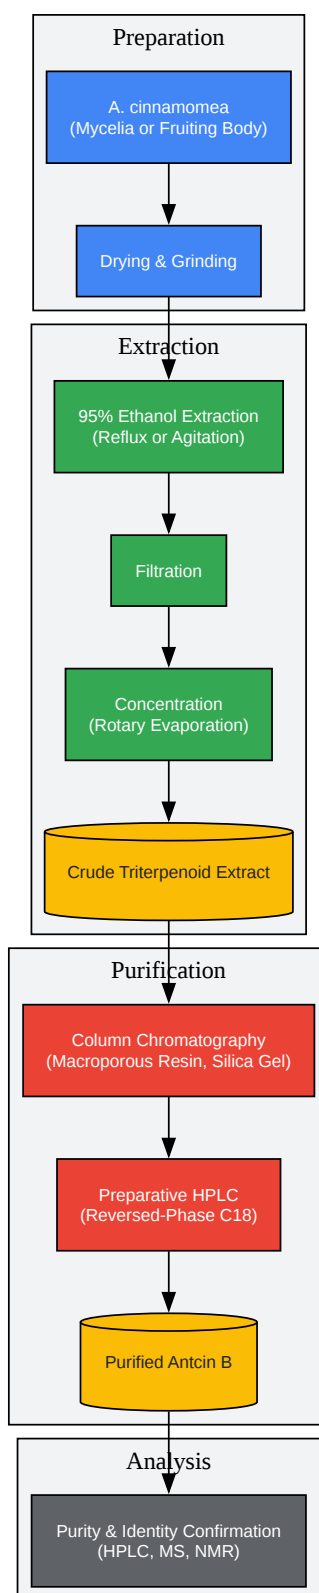 Preparation
A. cinnamomea
(Mycelia or Fruiting Body)
Drying & Grinding
Extraction
95% Ethanol Extraction
(Reflux or Agitation)
Filtration
Concentration
(Rotary Evaporation)
Crude Triterpenoid Extract
Purification
Column Chromatography
(Macroporous Resin, Silica Gel)
Preparative HPLC
(Reversed-Phase C18)
Purified Antcin B
Analysis
Purity & Identity Confirmation
(HPLC, MS, NMR)